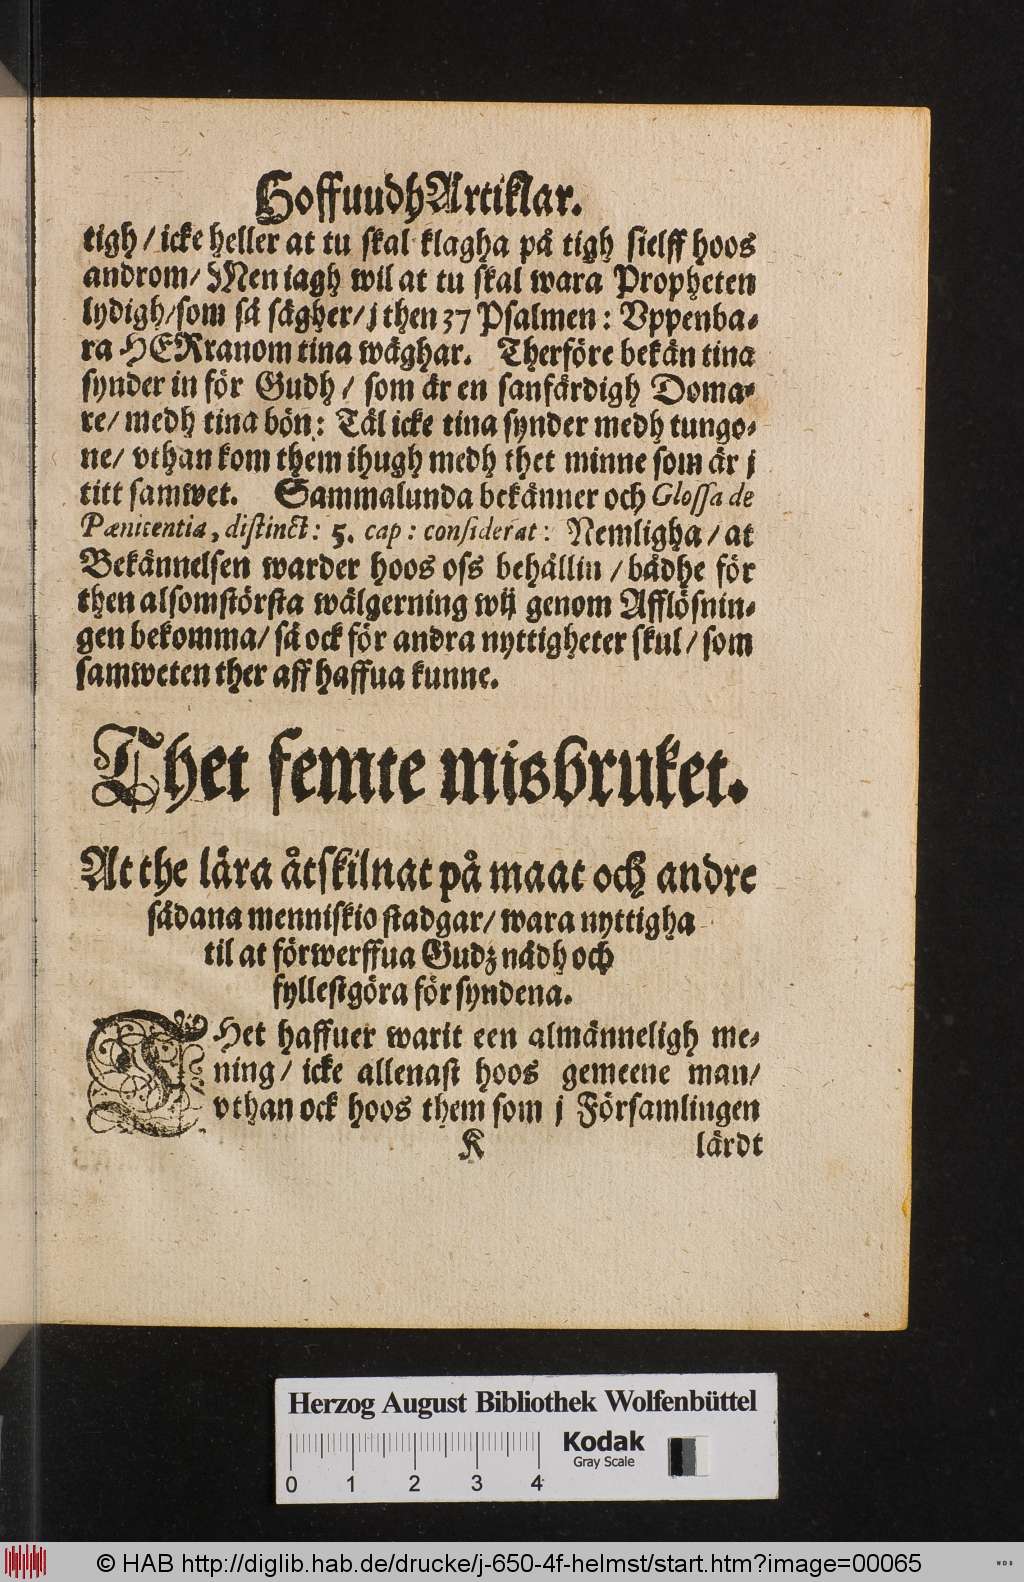 HoffuudhArtiklar.
tigh / icke heller at tu skal klagha på tigh sielff hoos
androm/ Men iagh wil at tu skal wara Propheten
lydigh/som så sägher/ j then 37 Psalmen : Vppenba⸗
ra HERranom tina wäghar. Therföre bekän tina
synder in för Gudh / som är en sanfärdigh Doma⸗
re/ medh tina bön: Täl icke tina synder medh tungo⸗
ne/ vthan kom them ihugh medh thet minne som är j
titt samwet. Sammalunda bekänner och Glossa de
Pænitentia, distinct: 5. cap : considerat: Nemligha / at
Bekännelsen warder hoos oss behållin / bådhe för
then alsomstörsta wälgerning wij genom Afflösnin⸗
gen bekomma/ så ock för andra nyttigheter skul / som
samweten ther aff haffua kunne.
Thet femte misbruket.
At the lära åtskilnat på maat och andre
sådana menniskio stadgar/ wara nyttigha
til at förwerffua Gudz nådh och
fyllestgöra för syndena.
THet haffuer warit een almänneligh me⸗
ning / icke allenast hoos gemeene man/
vthan ock hoos them som j Församlingen
K lärdt
Herzog August Bibliothek Wolfenbüttel
Kodak
Gray Scale
0 1 2 3 4
© HAB http://diglib.hab.de/drucke/j-650-4f-helmst/start.htm?image=00065